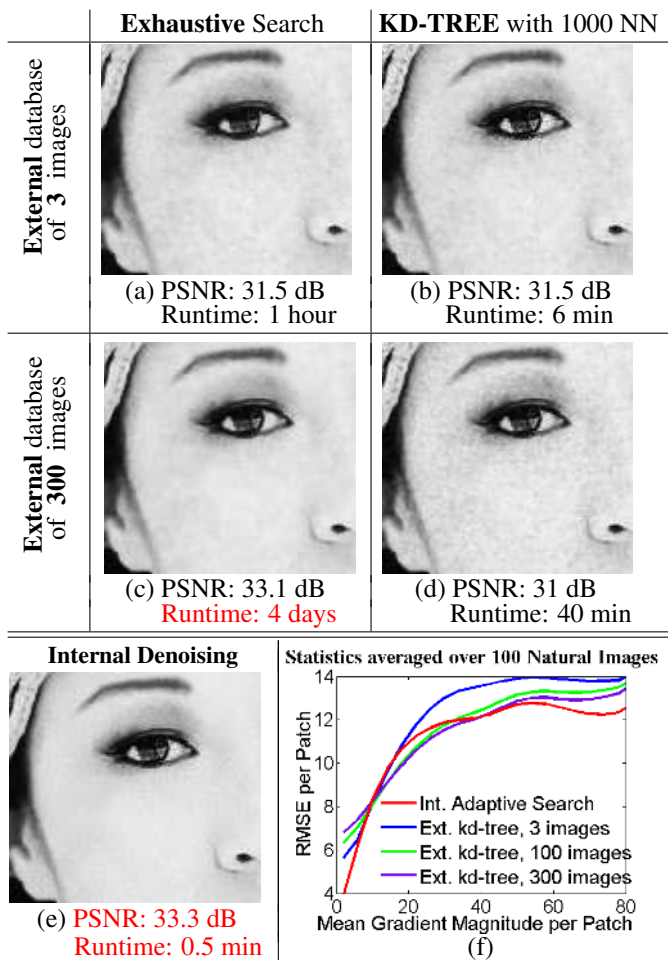 Exhaustive Search
KD-TREE with 1000 NN
External database
of 3 images
(a) PSNR: 31.5 dB
Runtime: 1 hour
(b) PSNR: 31.5 dB
Runtime: 6 min
External database
of 300 images
(c) PSNR: 33.1 dB
Runtime: 4 days
(d) PSNR: 31 dB
Runtime: 40 min
Internal Denoising
(e) PSNR: 33.3 dB
Runtime: 0.5 min
Statistics averaged over 100 Natural Images
RMSE per Patch
14
12
10
8
6
4
Int. Adaptive Search
Ext. kd-tree, 3 images
Ext. kd-tree, 100 images
Ext. kd-tree, 300 images
0 20 40 60 80
Mean Gradient Magnitude per Patch
(f)